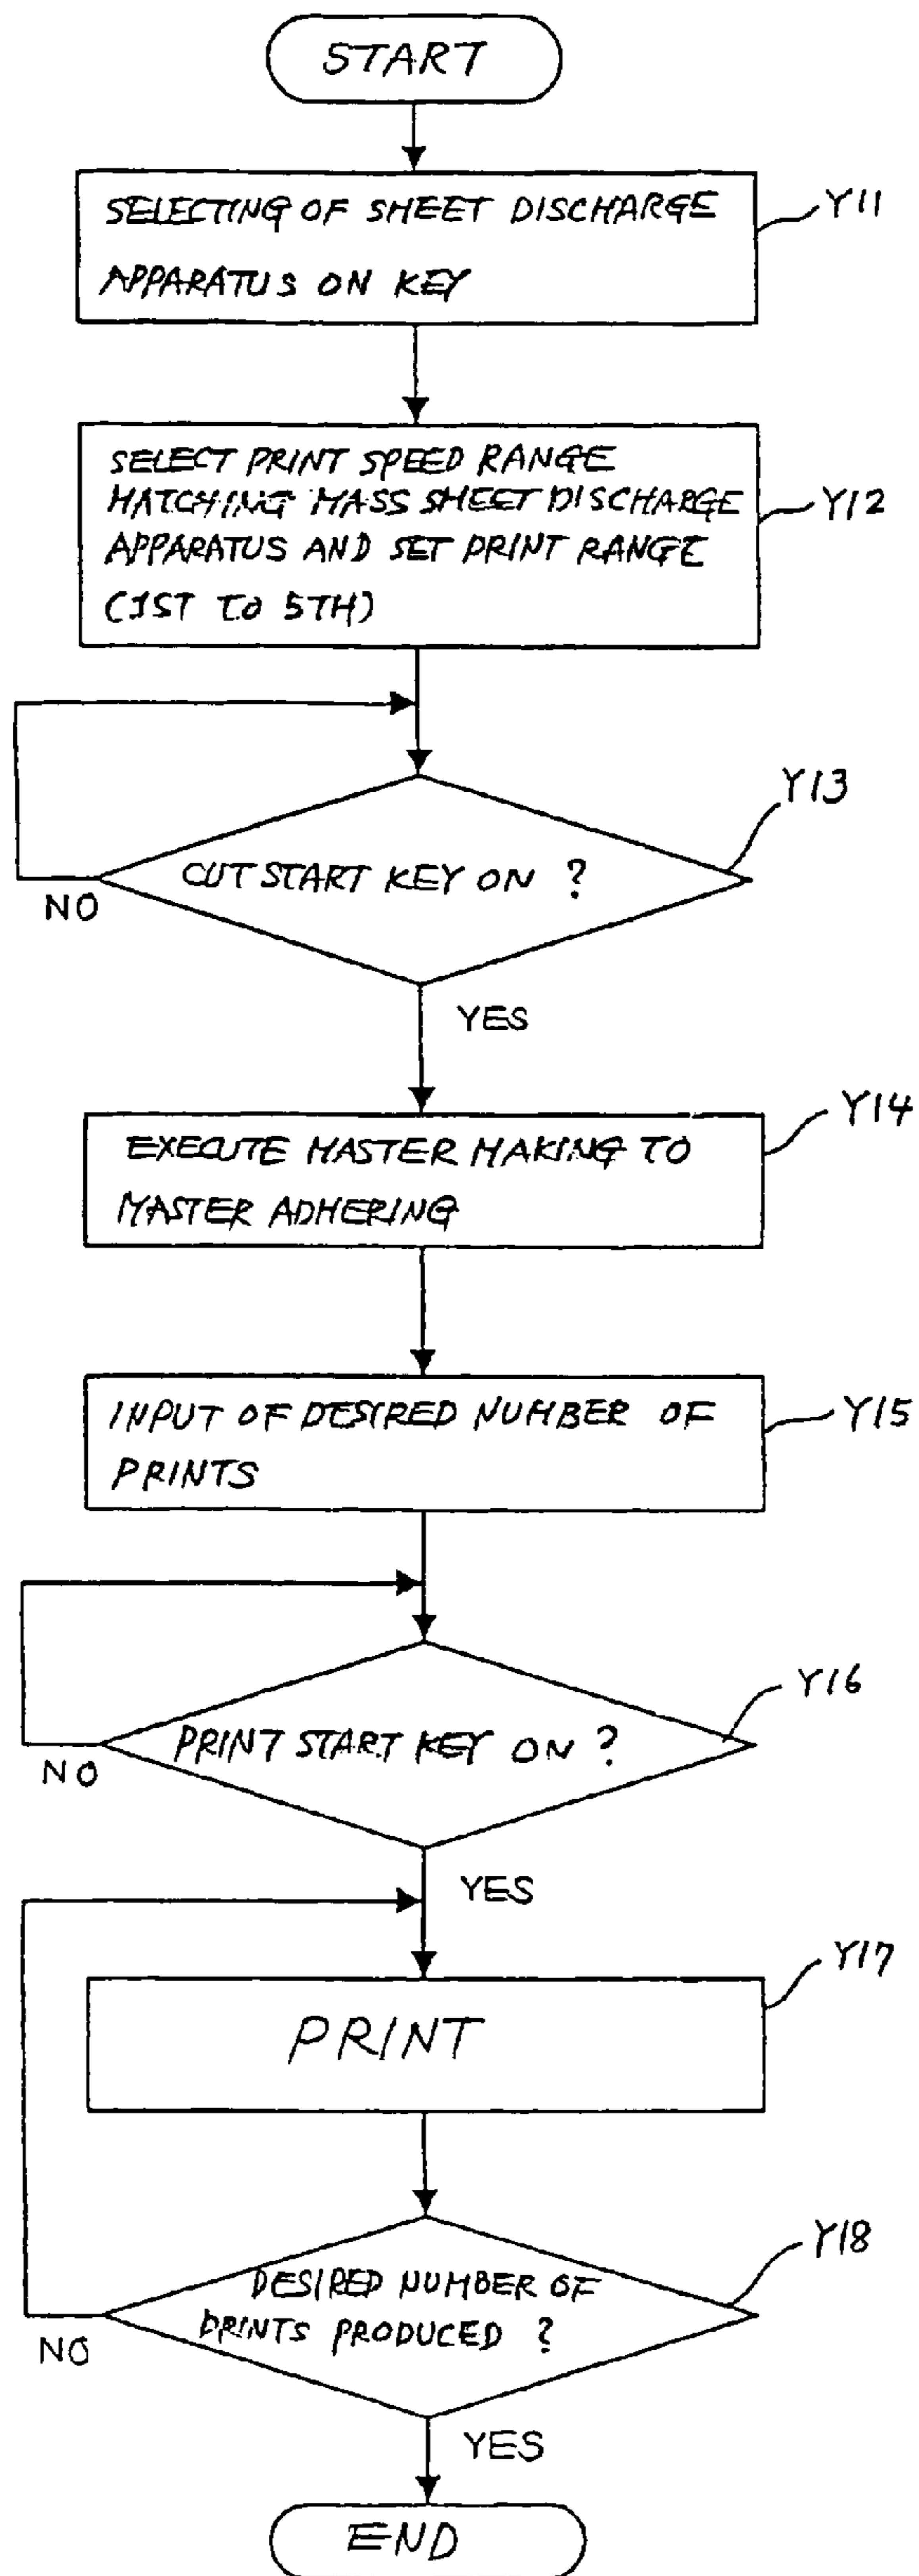 START
SELECTING OF SHEET DISCHARGE
APPARATUS ON KEY
Y11
SELECT PRINT SPEED RANGE
MATCHING MASS SHEET DISCHARGE
APPARATUS AND SET PRINT RANGE
(1ST TO 5TH)
Y12
Y13
CUT START KEY ON ?
NO
YES
Y14
EXECUTE MASTER MAKING TO
MASTER ADHERING
INPUT OF DESIRED NUMBER OF
PRINTS
Y15
Y16
PRINT START KEY ON ?
NO
YES
Y17
PRINT
Y18
DESIRED NUMBER OF
PRINTS PRODUCED ?
NO
YES
END